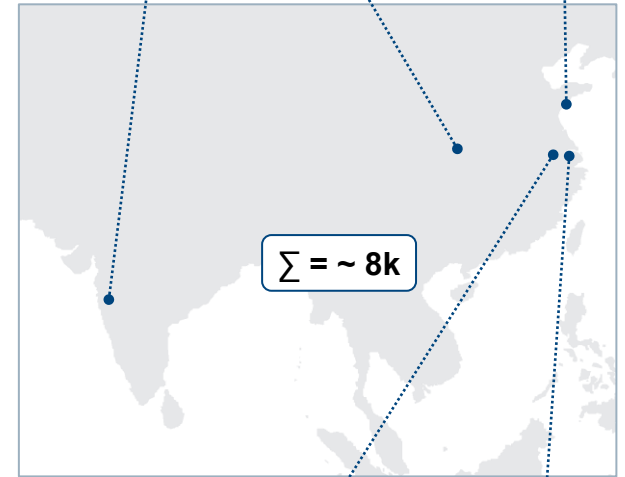 ∑ = ~ 8k